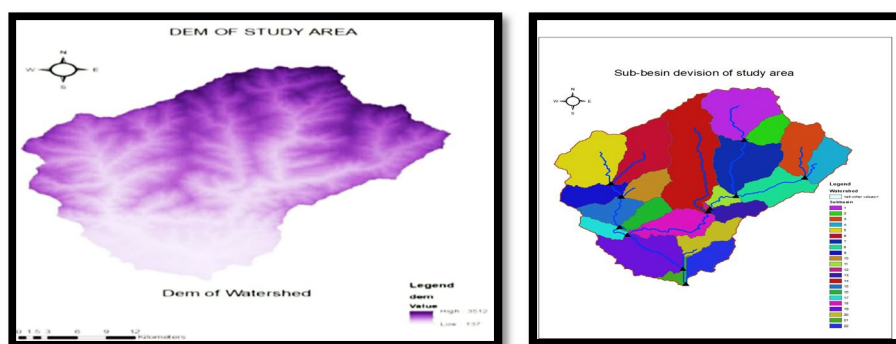 DEM OF STUDY AREA
N
W E
S
Dem of Watershed
Legend
dem
Value
High : 3512
Low : 137
0 1.5 3 6 9 12
Kilometers
Sub-besin devision of study area
N
W E
S
Legend
Watershed
Subbasin
1
2
3
4
5
6
7
8
9
10
11
12
13
14
15
16
17
18
19
20
21
22